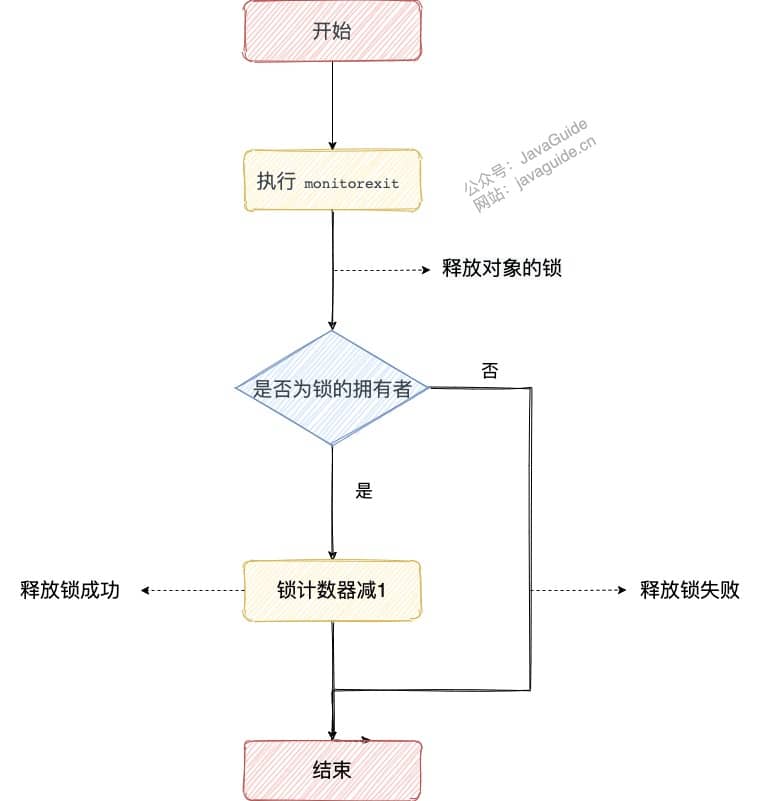 开始
公众号：JavaGuide
网站：javaguide.cn
执行 monitorexit
释放对象的锁
是否为锁的拥有者
否
是
释放锁成功
锁计数器减1
释放锁失败
结束